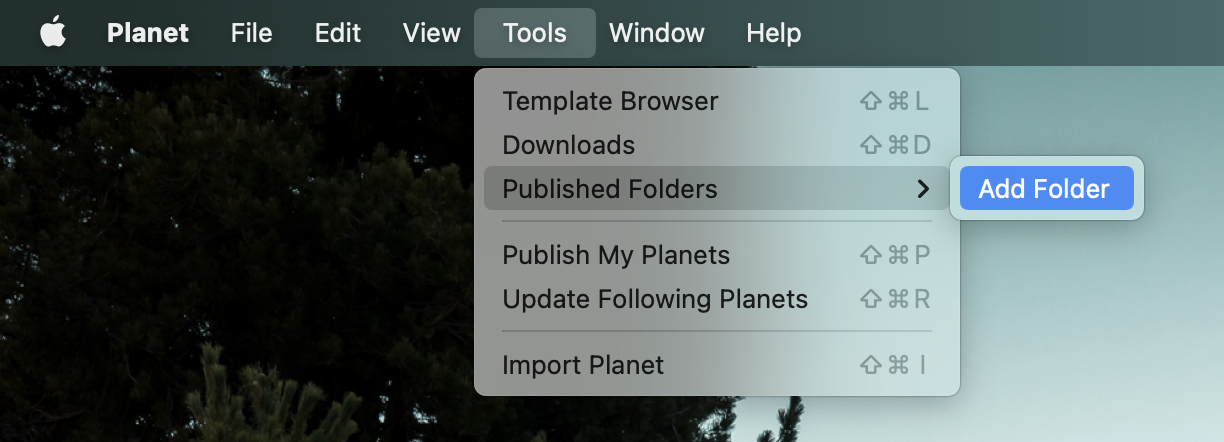 Planet File Edit View Tools Window Help
Template Browser ⇧⌘L
Downloads ⇧⌘D
Published Folders Add Folder
Publish My Planets ⇧⌘P
Update Following Planets ⇧⌘R
Import Planet ⇧⌘I